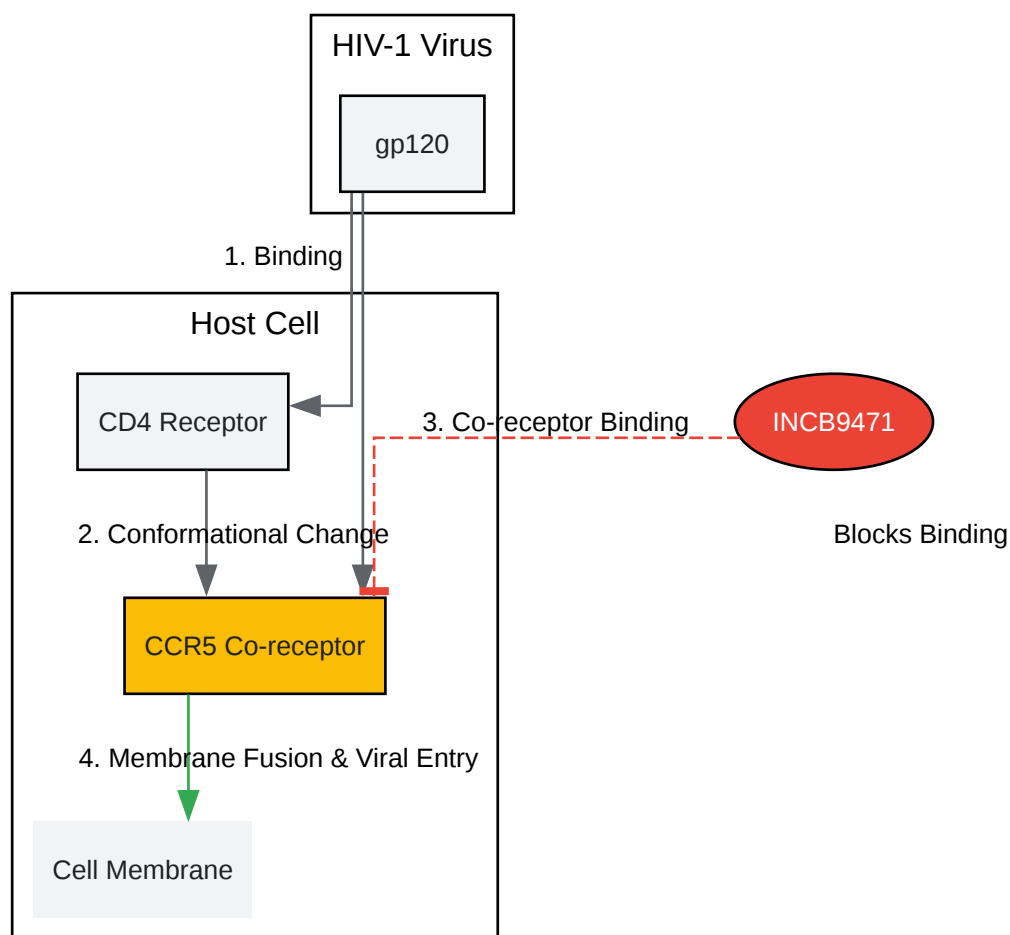 HIV-1 Virus
gp120
1. Binding
Host Cell
CD4 Receptor
3. Co-receptor Binding
INCB9471
2. Conformational Change
Blocks Binding
CCR5 Co-receptor
4. Membrane Fusion & Viral Entry
Cell Membrane